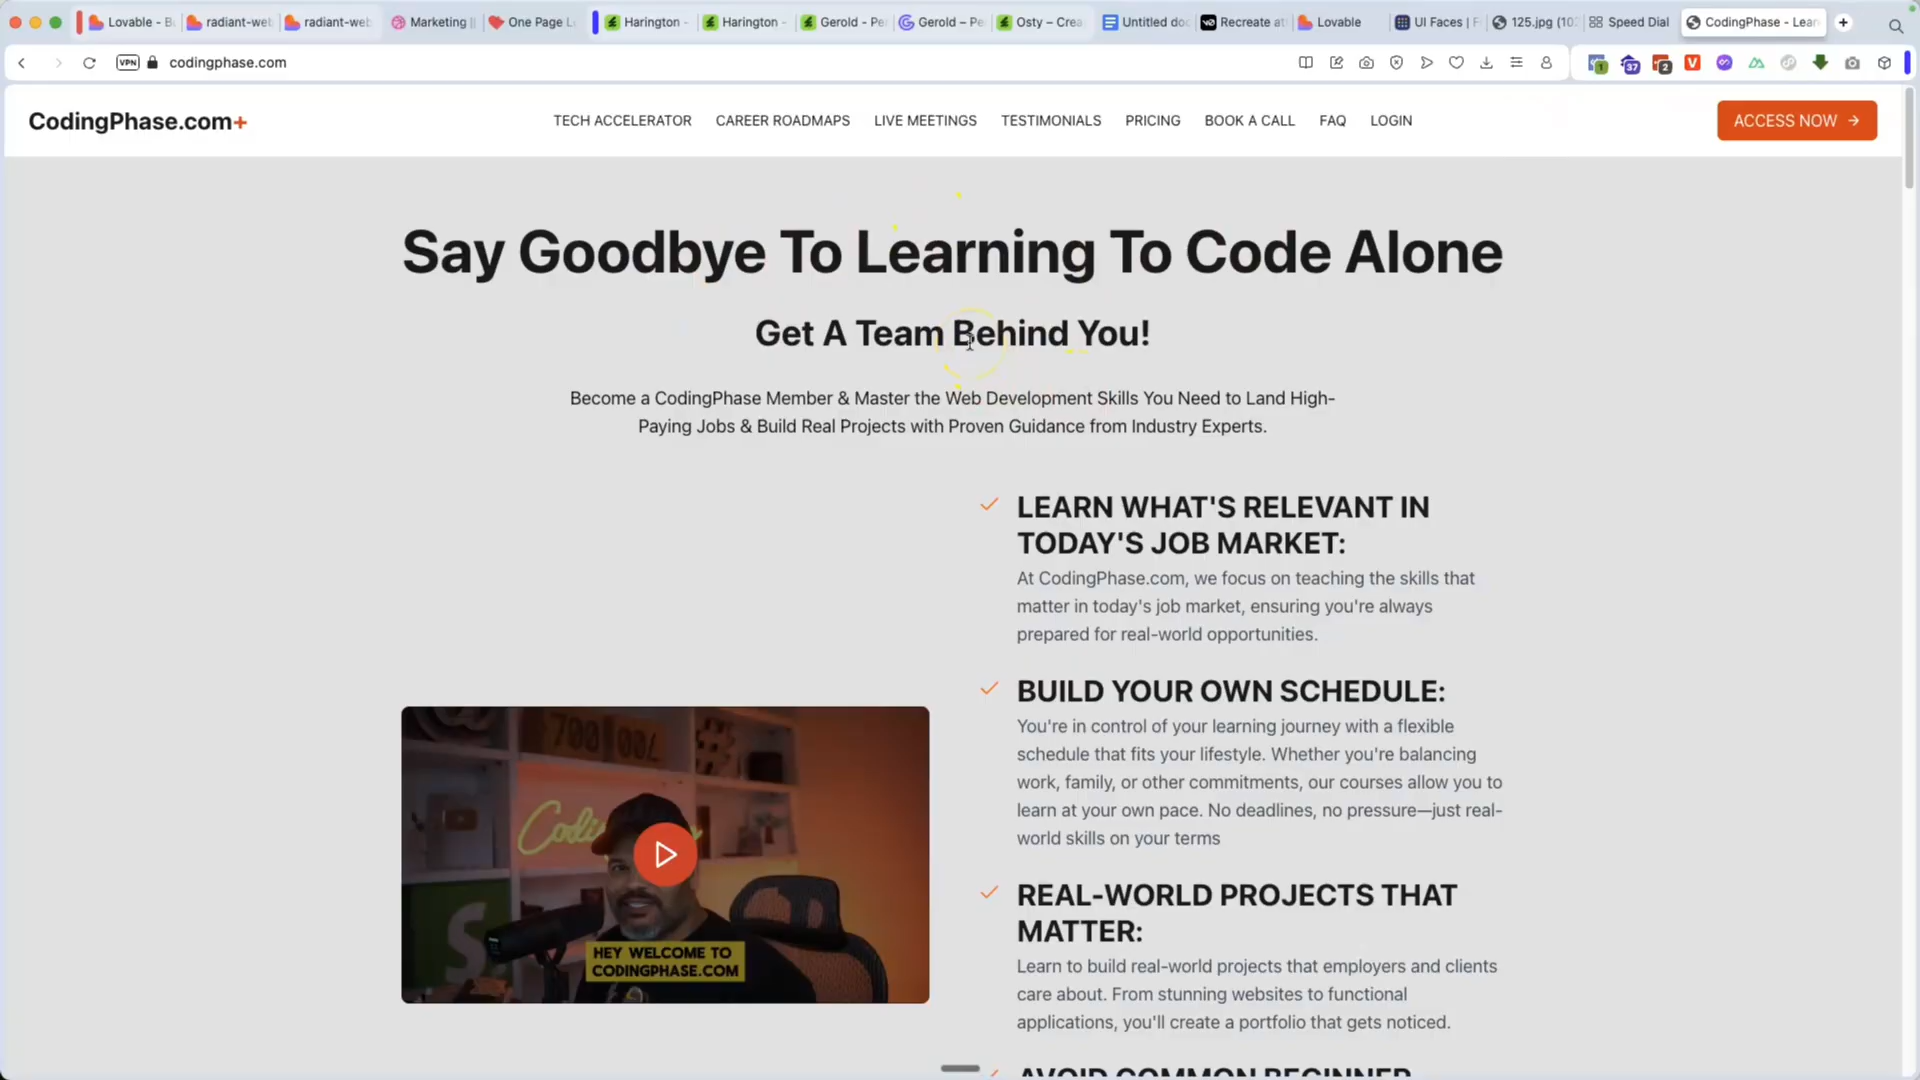 Lovable - B
radiant-web
radiant-web
Marketing
One Page L
Harington -
Harington -
Gerold - Pe
Gerold – Pe
Osty – Crea
Untitled doc
Recreate at
Lovable
UI Faces | F
125.jpg (10
Speed Dial
CodingPhase - Lear
VPN
codingphase.com
1
37
2
CodingPhase.com+
TECH ACCELERATOR
CAREER ROADMAPS
LIVE MEETINGS
TESTIMONIALS
PRICING
BOOK A CALL
FAQ
LOGIN
ACCESS NOW →
Say Goodbye To Learning To Code Alone
Get A Team Behind You!
Become a CodingPhase Member & Master the Web Development Skills You Need to Land High-
Paying Jobs & Build Real Projects with Proven Guidance from Industry Experts.
LEARN WHAT'S RELEVANT IN
TODAY'S JOB MARKET:
At CodingPhase.com, we focus on teaching the skills that
matter in today's job market, ensuring you're always
prepared for real-world opportunities.
BUILD YOUR OWN SCHEDULE:
You're in control of your learning journey with a flexible
schedule that fits your lifestyle. Whether you're balancing
work, family, or other commitments, our courses allow you to
learn at your own pace. No deadlines, no pressure—just real-
world skills on your terms
HEY WELCOME TO
CODINGPHASE.COM
REAL-WORLD PROJECTS THAT
MATTER:
Learn to build real-world projects that employers and clients
care about. From stunning websites to functional
applications, you'll create a portfolio that gets noticed.
AVOID COMMON BEGINNER